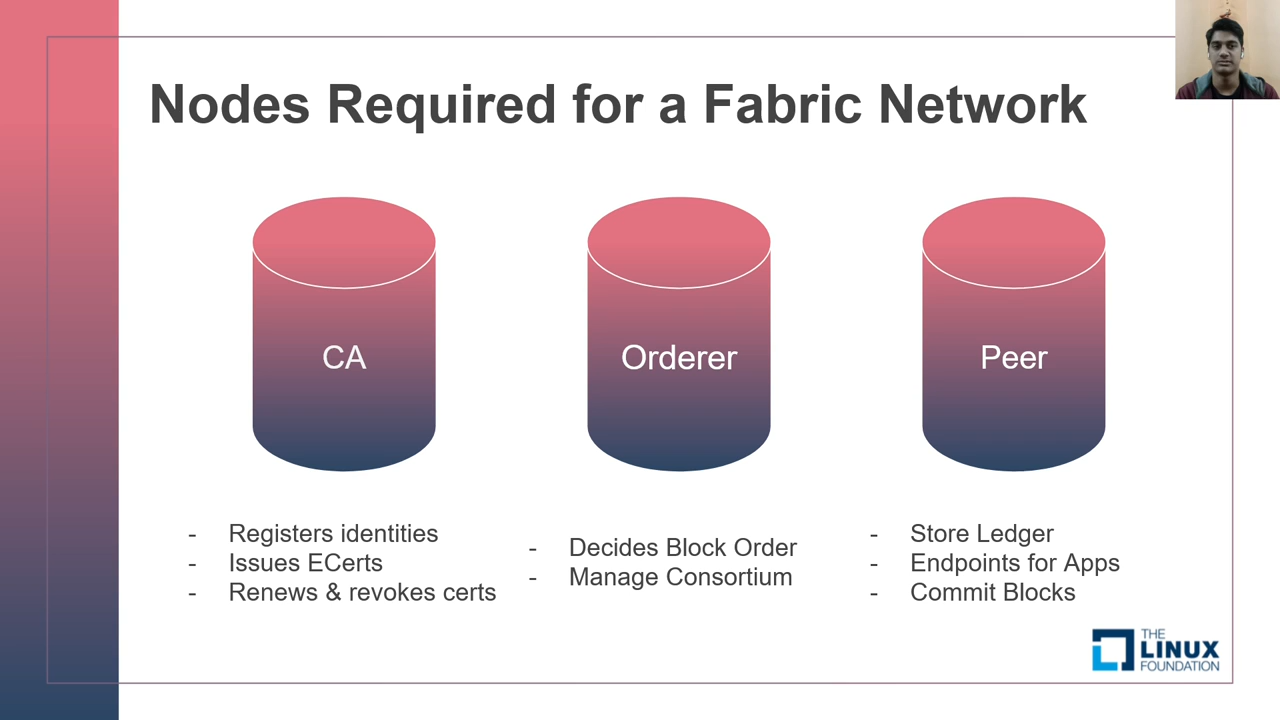 Nodes Required for a Fabric Network
CA
Orderer
Peer
- Registers identities
- Issues ECerts
- Renews & revokes certs
- Decides Block Order
- Manage Consortium
- Store Ledger
- Endpoints for Apps
- Commit Blocks
THE
LINUX
FOUNDATION